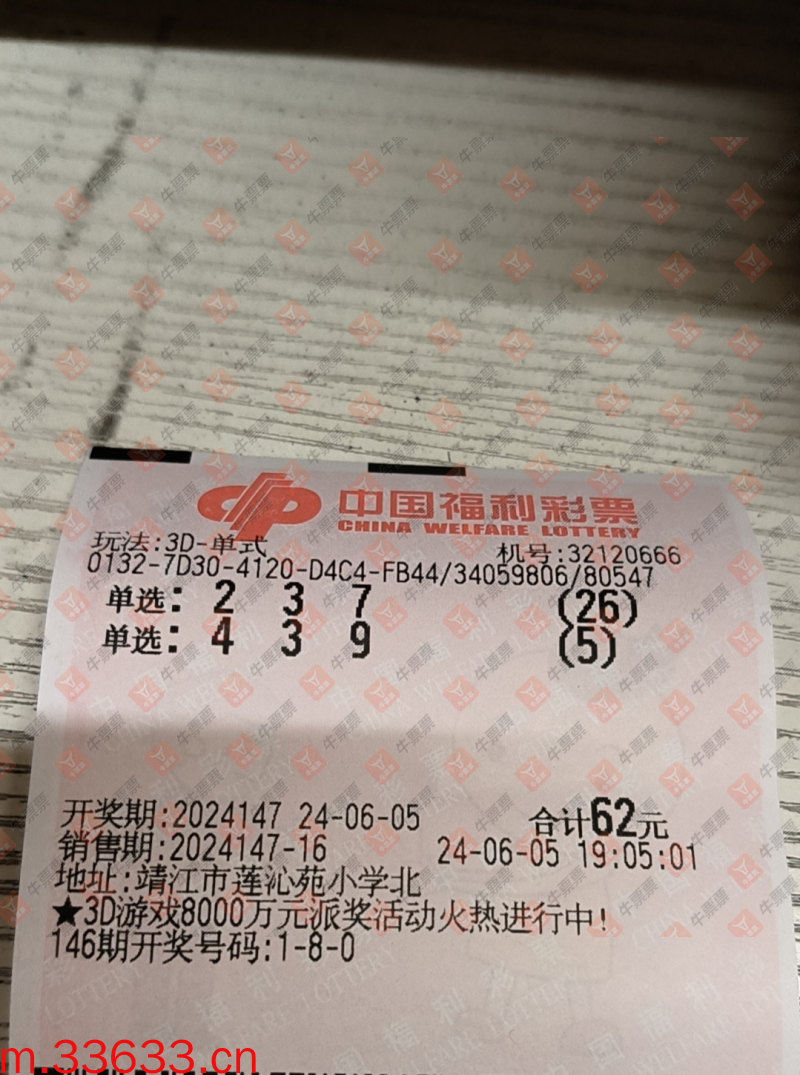 中国福利彩票
CHINA WELFARE LOTTERY
玩法:3D-单式 机号:32120666
0132-7D30-4120-D4C4-FB44/34059806/80547
单选: 2 3 7 (26)
单选: 4 3 9 (5)
开奖期:2024147 24-06-05 合计62元
销售期:2024147-16 24-06-05 19:05:01
地址:靖江市莲沁苑小学北
★3D游戏8000万元派奖活动火热进行中!
146期开奖号码:1-8-0
m.33633.cn
牛票票